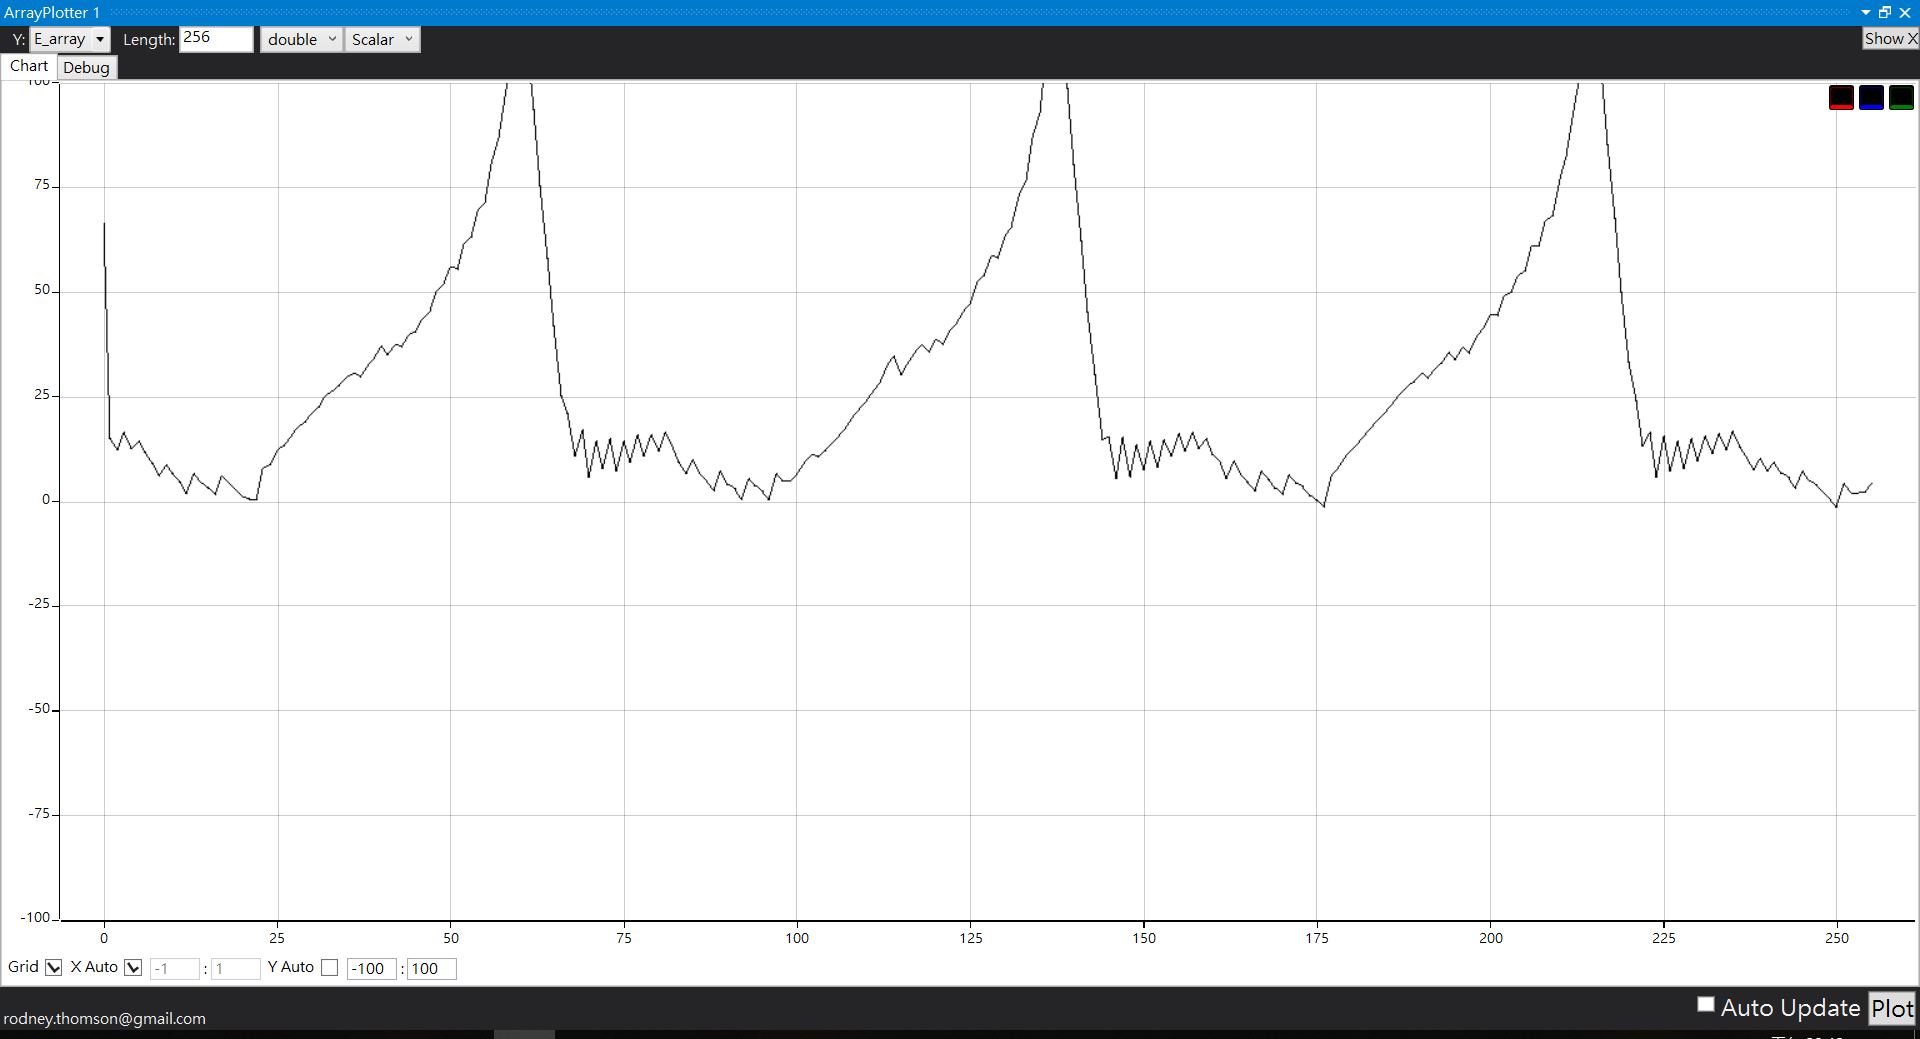 ArrayPlotter 1
Y: E_array Length: 256 double Scalar Show X
Chart Debug
100
75
50
25
0
-25
-50
-75
-100
0 25 50 75 100 125 150 175 200 225 250
Grid X Auto -1 : 1 Y Auto -100 : 100
Auto Update Plot
rodney.thomson@gmail.com